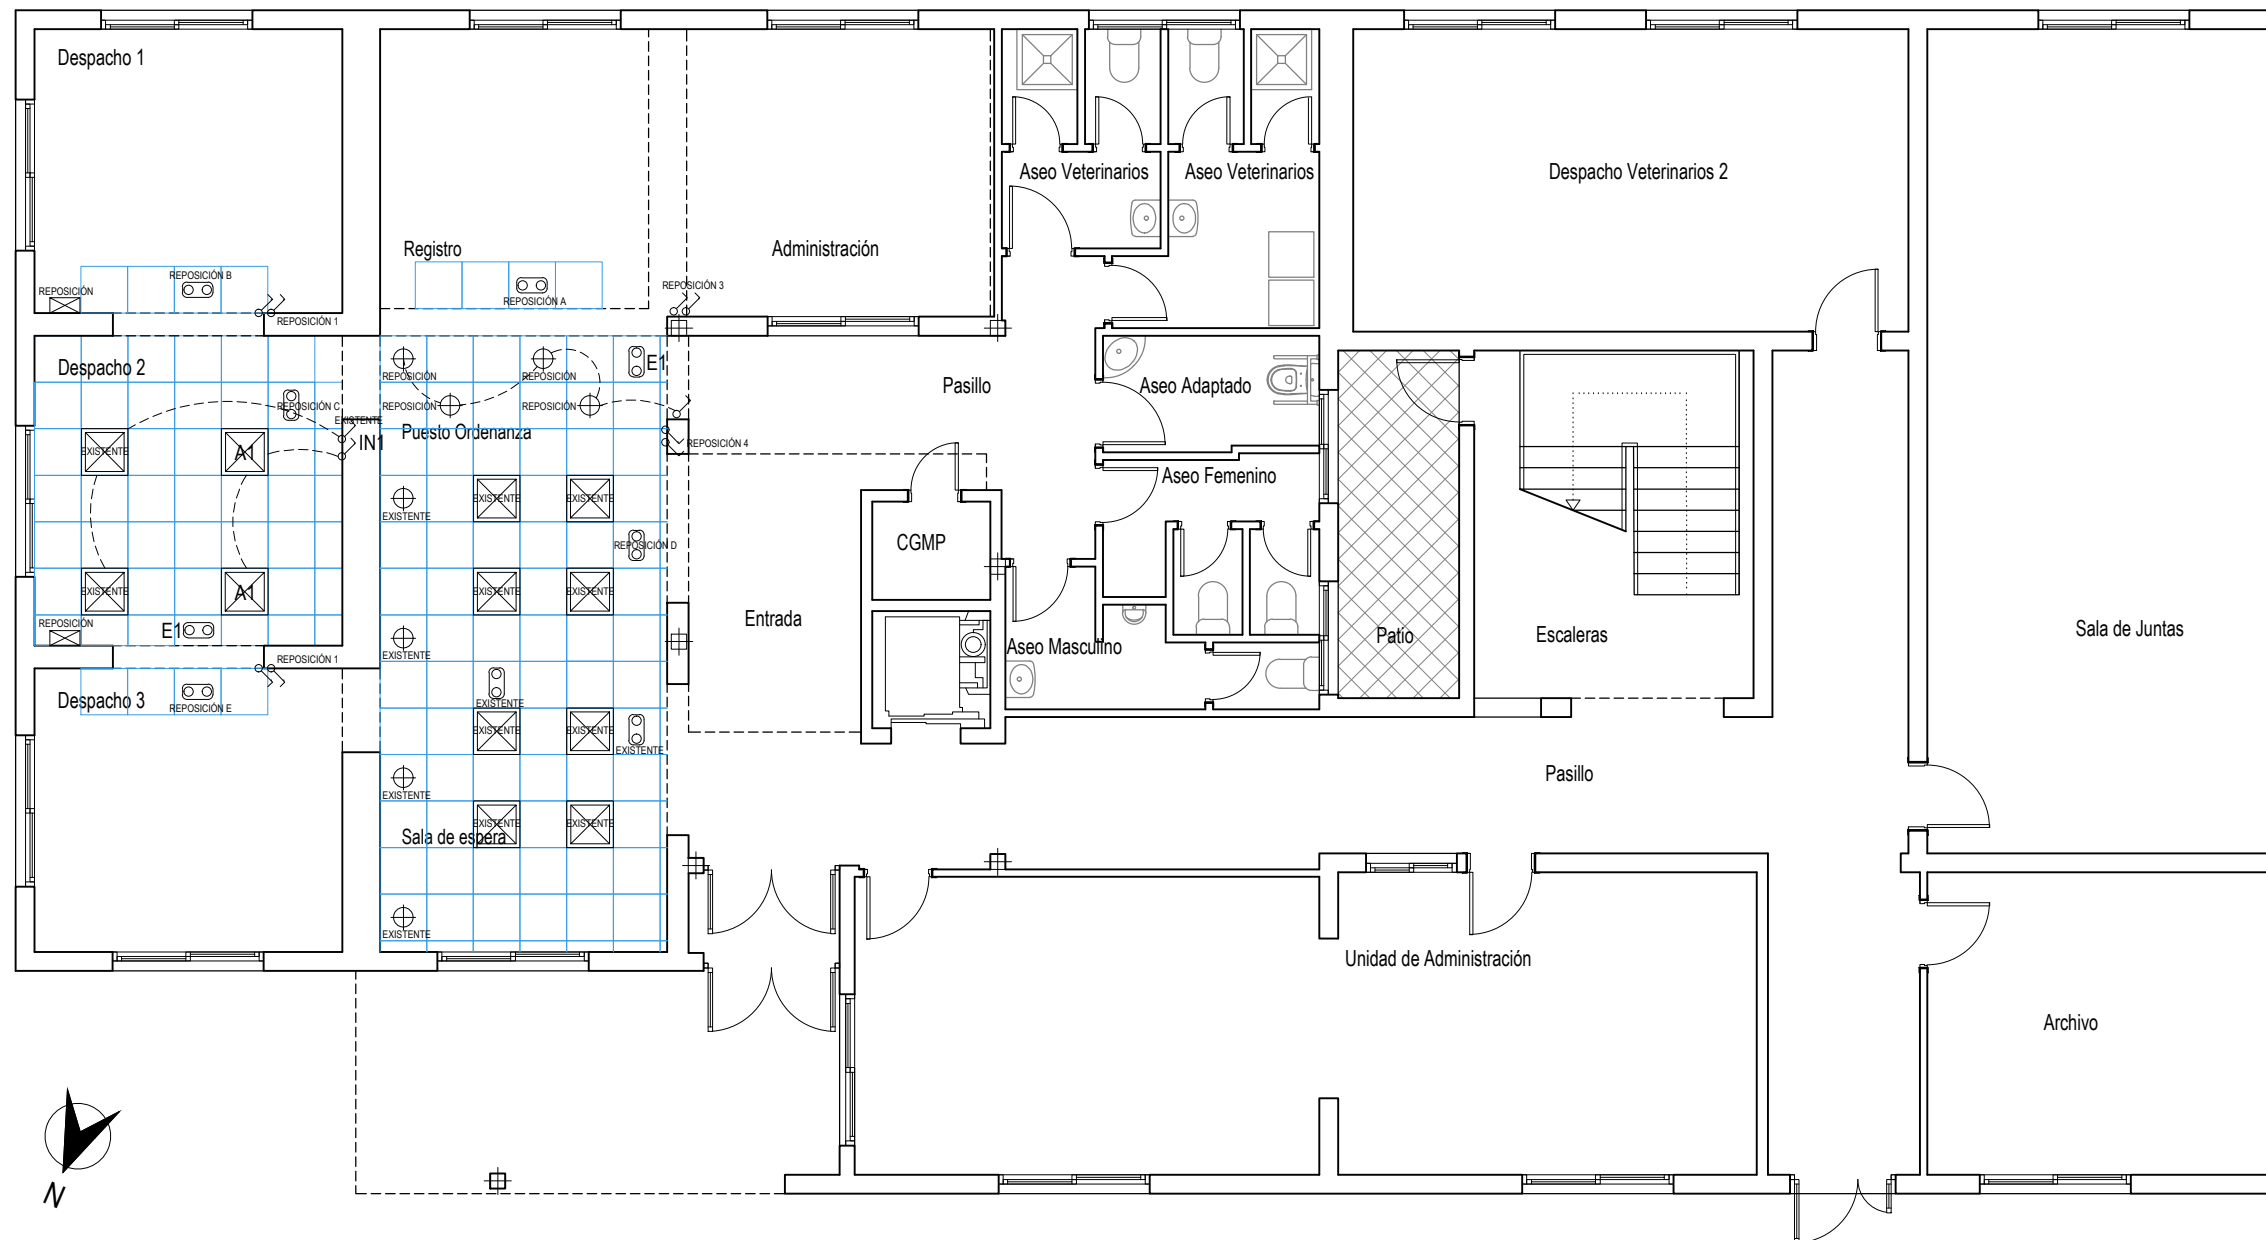 Despacho 1
Aseo Veterinarios
Aseo Veterinarios
Despacho Veterinarios 2
Registro
Administración
REPOSICIÓN B
REPOSICIÓN
REPOSICIÓN A
REPOSICIÓN 3
REPOSICIÓN 1
Despacho 2
E1
REPOSICIÓN
REPOSICIÓN
Pasillo
Aseo Adaptado
REPOSICIÓN C
REPOSICIÓN
REPOSICIÓN
EXISTENTE
IN1
Puesto Ordenanza
REPOSICIÓN 4
EXISTENTE
A1
Aseo Femenino
EXISTENTE
EXISTENTE
EXISTENTE
REPOSICIÓN D
CGMP
EXISTENTE
A1
EXISTENTE
EXISTENTE
REPOSICIÓN
E1
Entrada
Aseo Masculino
Patio
Escaleras
Sala de Juntas
EXISTENTE
REPOSICIÓN 1
Despacho 3
REPOSICIÓN E
EXISTENTE
EXISTENTE
EXISTENTE
EXISTENTE
Pasillo
EXISTENTE
EXISTENTE
EXISTENTE
Sala de espera
EXISTENTE
Unidad de Administración
Archivo
N